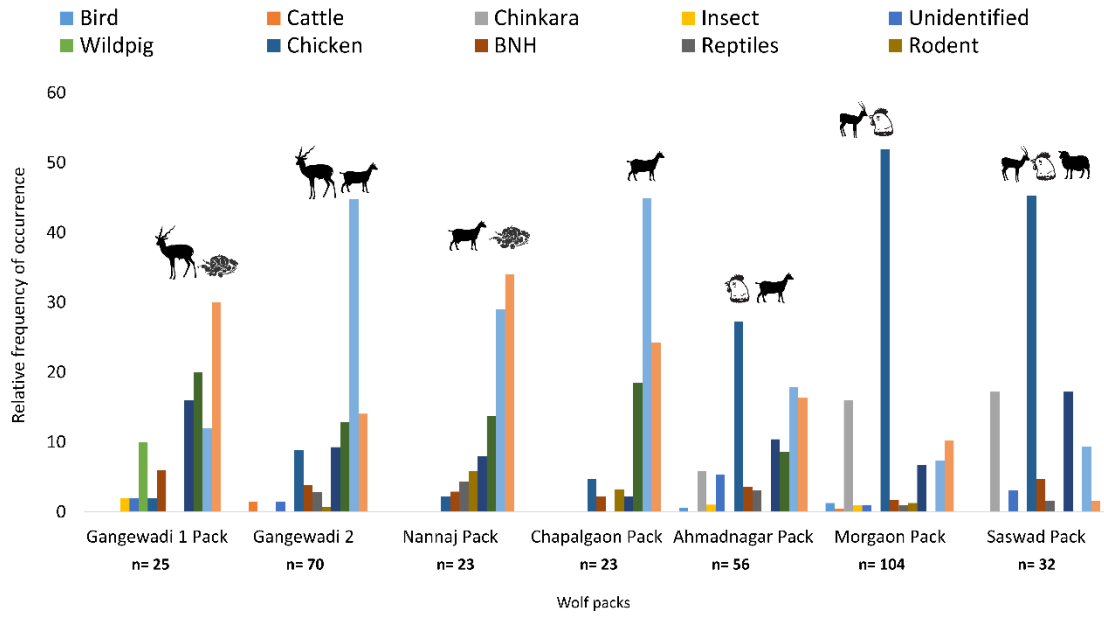 Bird Cattle Chinkara Insect Unidentified
Wildpig Chicken BNH Reptiles Rodent
60
50
40
30
20
10
0
Relative frequency of occurrence
Gangewadi 1 Pack Gangewadi 2 Nannaj Pack Chapalgaon Pack Ahmadnagar Pack Morgaon Pack Saswad Pack
n= 25 n= 70 n= 23 n= 23 n= 56 n= 104 n= 32
Wolf packs